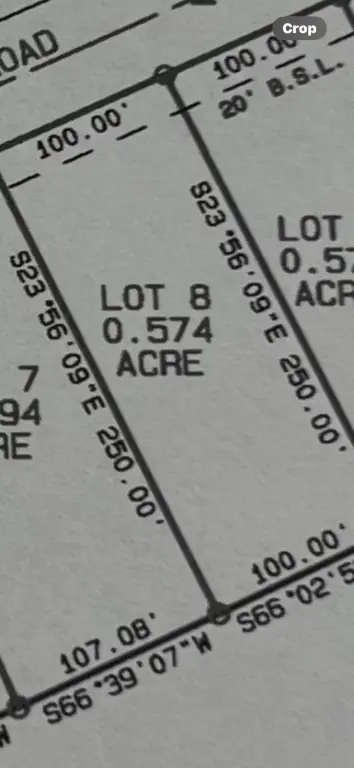 Crop
OAD
100.00'
100.00
20' B.S.L.
S23°56'09"E 250.00'
S23°56'09"E 250.00'
LOT 8
0.574
ACRE
LOT
0.57
ACR
7
94
RE
107.08'
S66°39'07"W
100.00'
S66°02'5
W